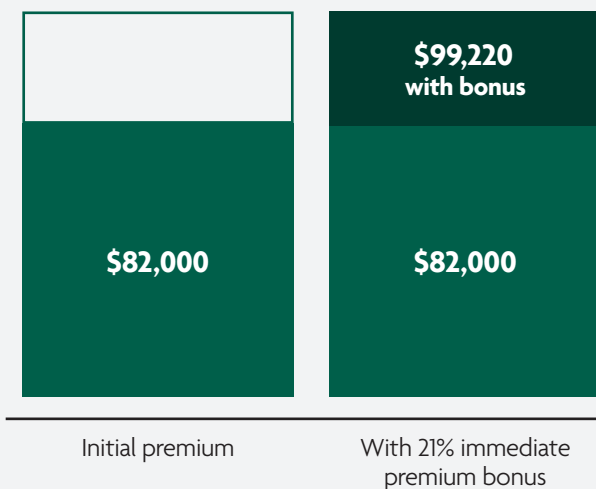 $99,220
with bonus
$82,000
$82,000
Initial premium
With 21% immediate
premium bonus